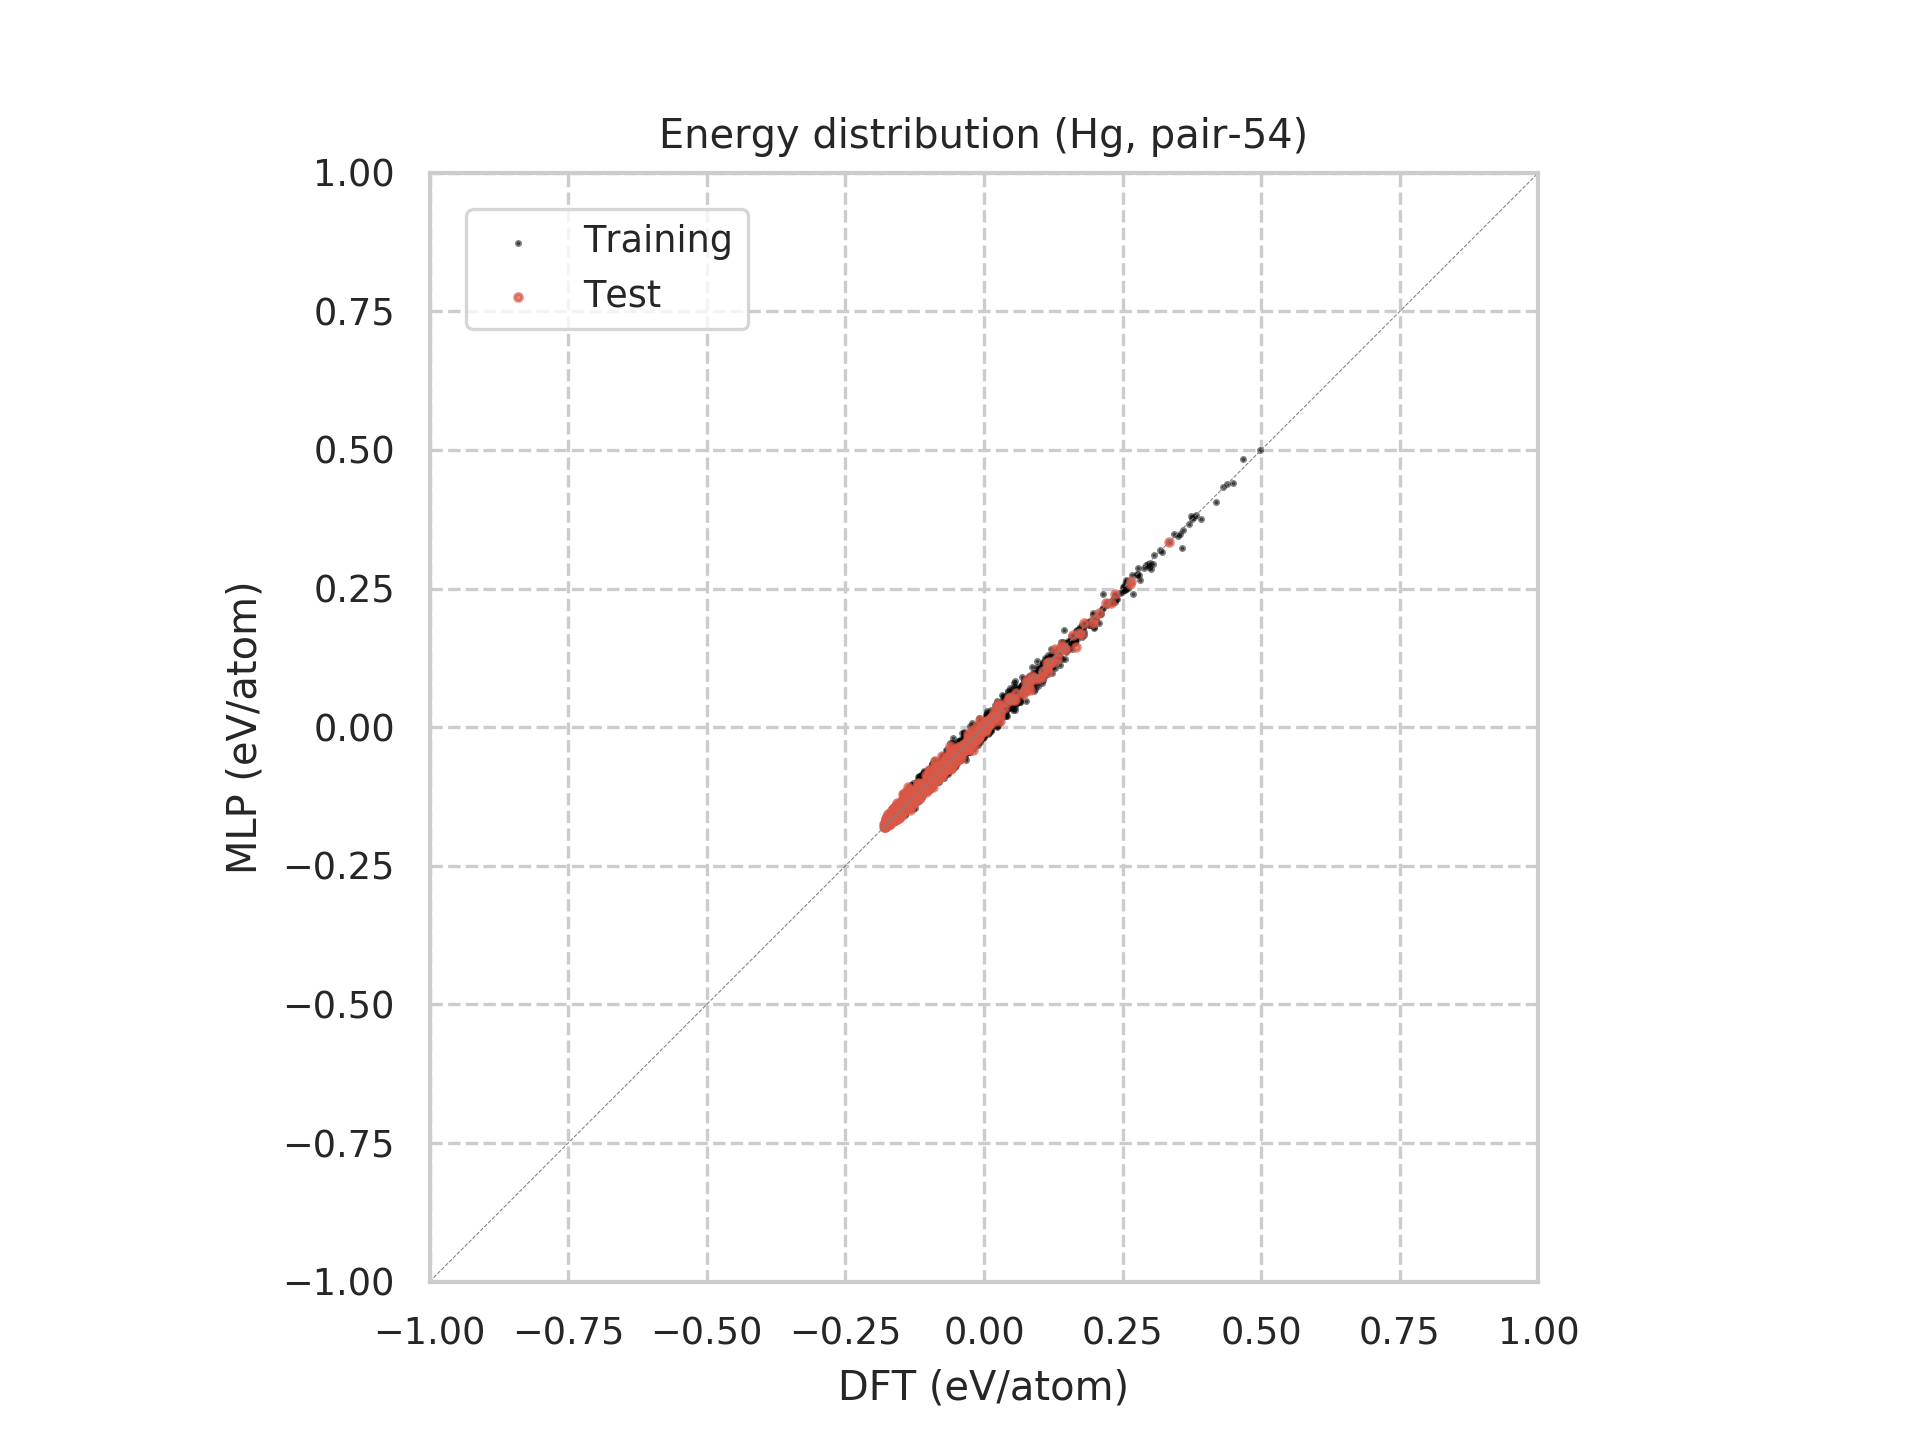 Energy distribution (Hg, pair-54)
1.00
0.75
0.50
0.25
0.00
−0.25
−0.50
−0.75
−1.00
MLP (eV/atom)
Training
Test
−1.00 −0.75 −0.50 −0.25 0.00 0.25 0.50 0.75 1.00
DFT (eV/atom)